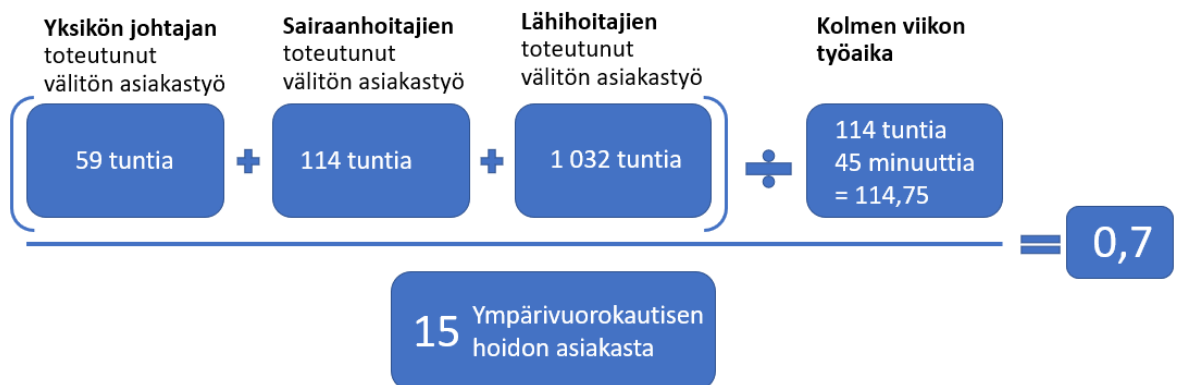 Yksikön johtajan
toteutunut
välitön asiakastyö
Sairaanhoitajien
toteutunut
välitön asiakastyö
Lähihoitajien
toteutunut
välitön asiakastyö
Kolmen viikon
työaika
( 59 tuntia + 114 tuntia + 1 032 tuntia ) ÷
114 tuntia
45 minuuttia
= 114,75
= 0,7
15 Ympärivuorokautisen
hoidon asiakasta